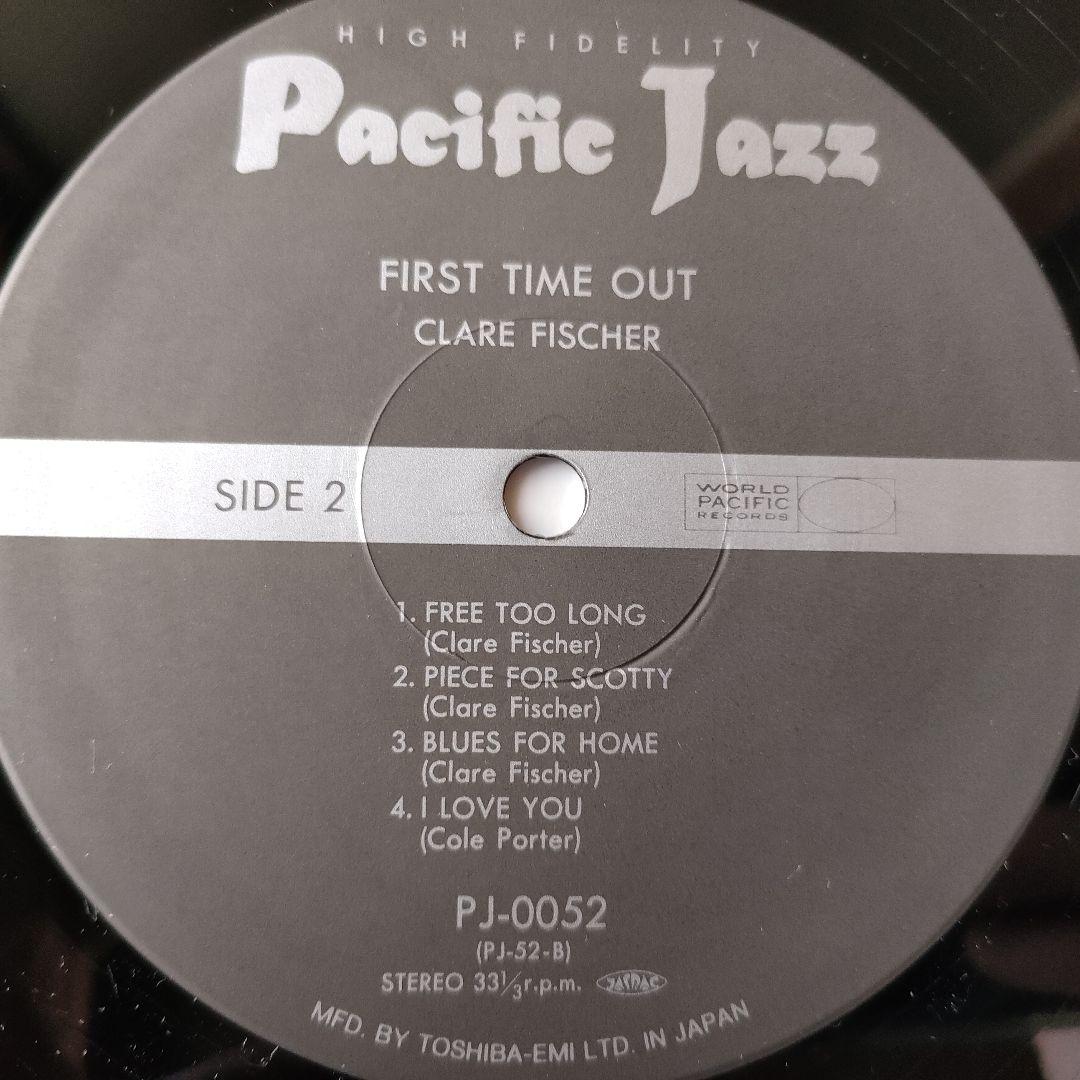 HIGH FIDELITY
Pacific Jazz
FIRST TIME OUT
CLARE FISCHER
SIDE 2
WORLD
PACIFIC
RECORDS
1. FREE TOO LONG
(Clare Fischer)
2. PIECE FOR SCOTTY
(Clare Fischer)
3. BLUES FOR HOME
(Clare Fischer)
4. I LOVE YOU
(Cole Porter)
PJ-0052
(PJ-52-B)
STEREO 33⅓r.p.m. JASRAC
MFD. BY TOSHIBA-EMI LTD. IN JAPAN